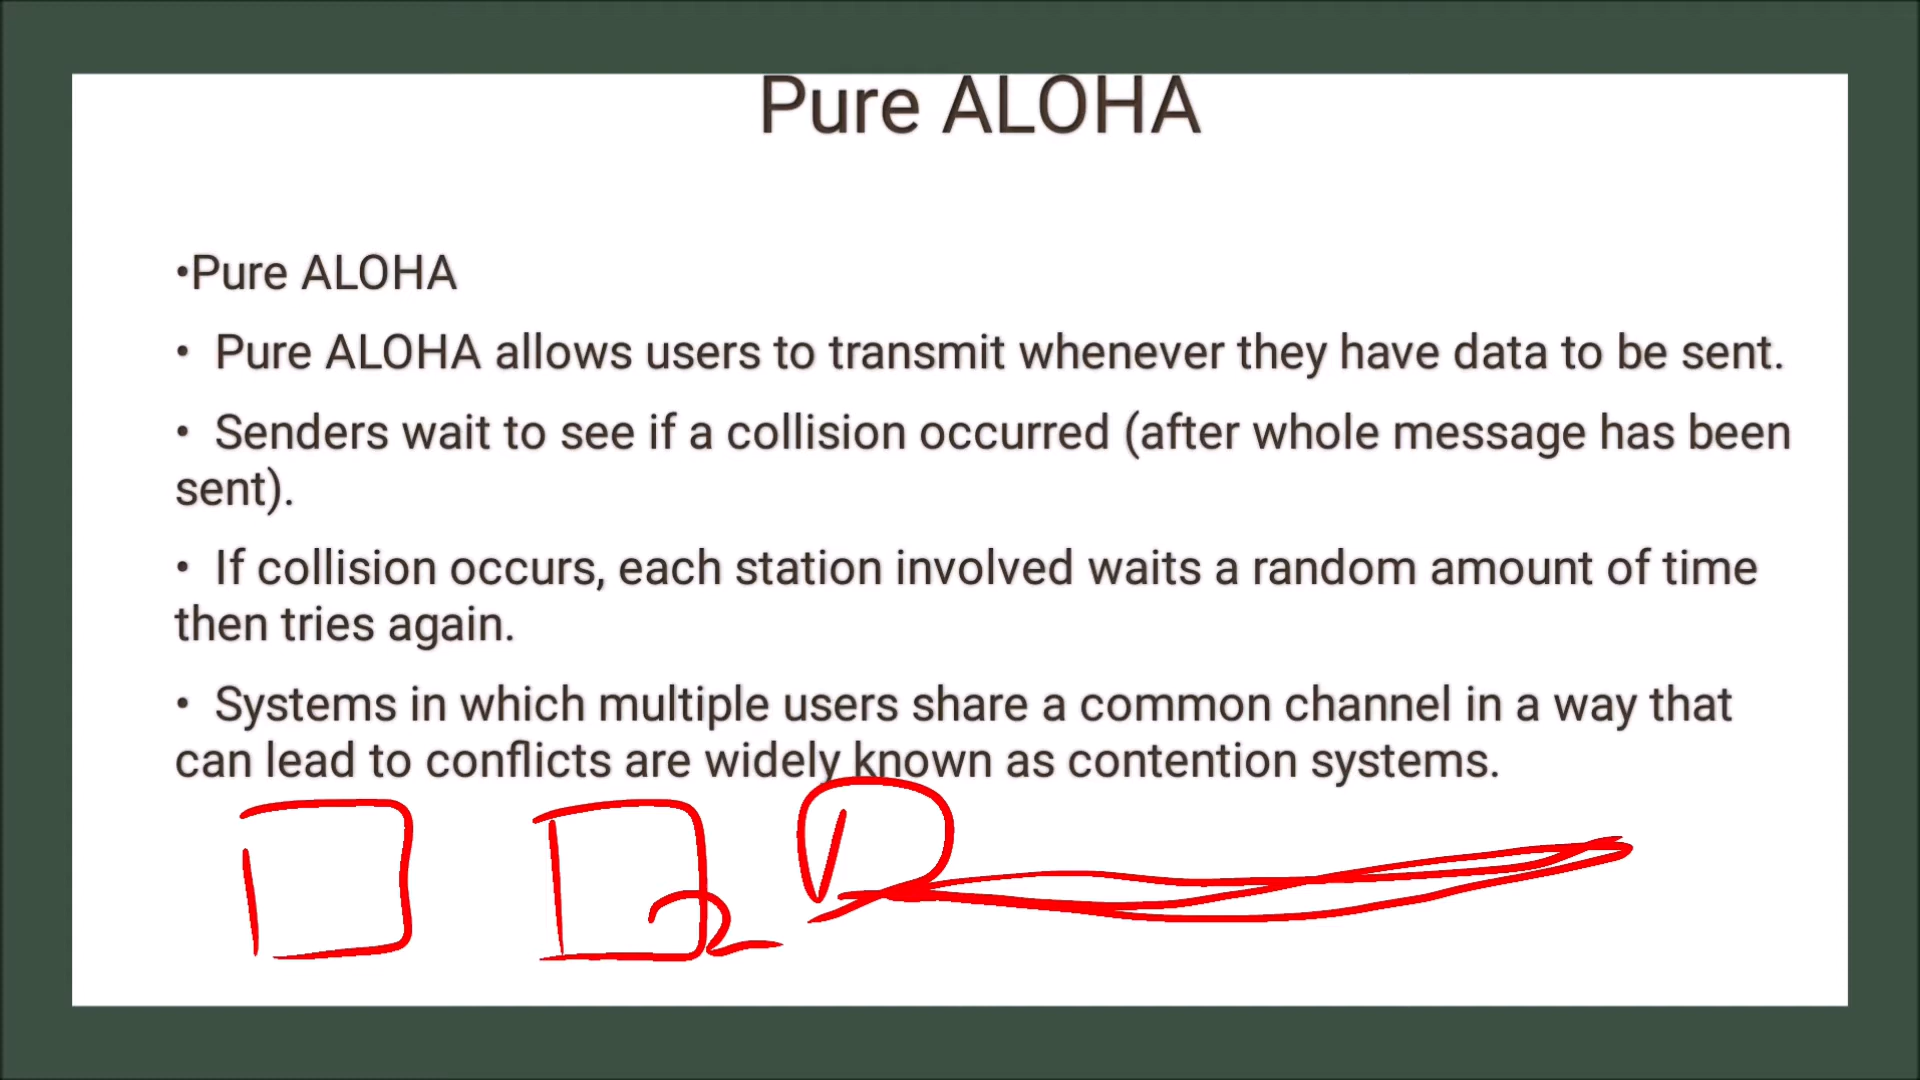 Pure ALOHA
•Pure ALOHA
• Pure ALOHA allows users to transmit whenever they have data to be sent.
• Senders wait to see if a collision occurred (after whole message has been
sent).
• If collision occurs, each station involved waits a random amount of time
then tries again.
• Systems in which multiple users share a common channel in a way that
can lead to conflicts are widely known as contention systems.
2
1